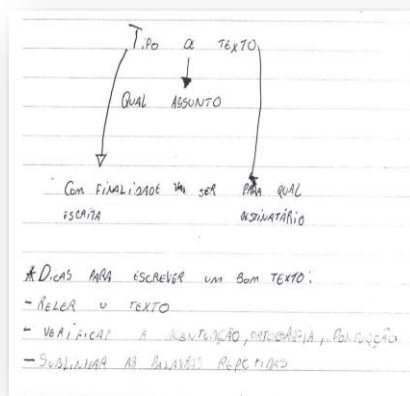 TIPO de TEXTO
QUAL ASSUNTO
COM FINALIDADE vai SER PARA QUAL
ESCRITA DESTINATÁRIO
*DICAS PARA ESCREVER UM BOM TEXTO:
- RELER O TEXTO
- VERIFICAR A ACENTUAÇÃO, ORTOGRAFIA, PONTUAÇÃO
- SUBLINHAR AS PALAVRAS REPETIDAS